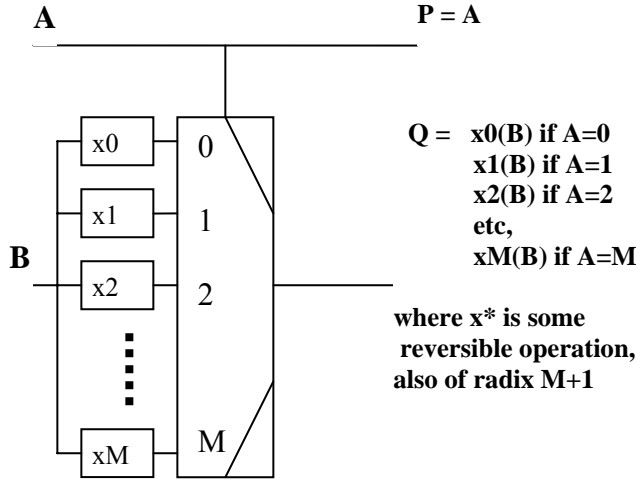 A
P = A
x0
0
Q = x0(B) if A=0
x1(B) if A=1
x1
1
x2(B) if A=2
etc,
B
x2
2
xM(B) if A=M
where x* is some
reversible operation,
also of radix M+1
xM
M